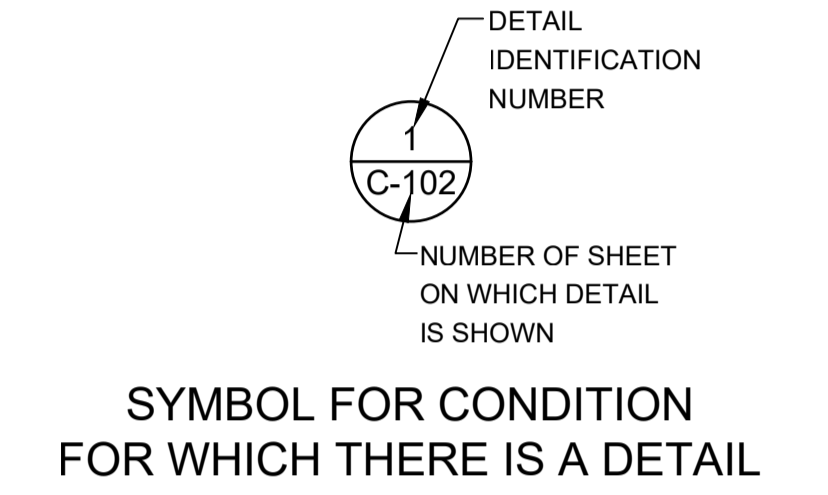 DETAIL
IDENTIFICATION
NUMBER
1
C-102
NUMBER OF SHEET
ON WHICH DETAIL
IS SHOWN
SYMBOL FOR CONDITION
FOR WHICH THERE IS A DETAIL